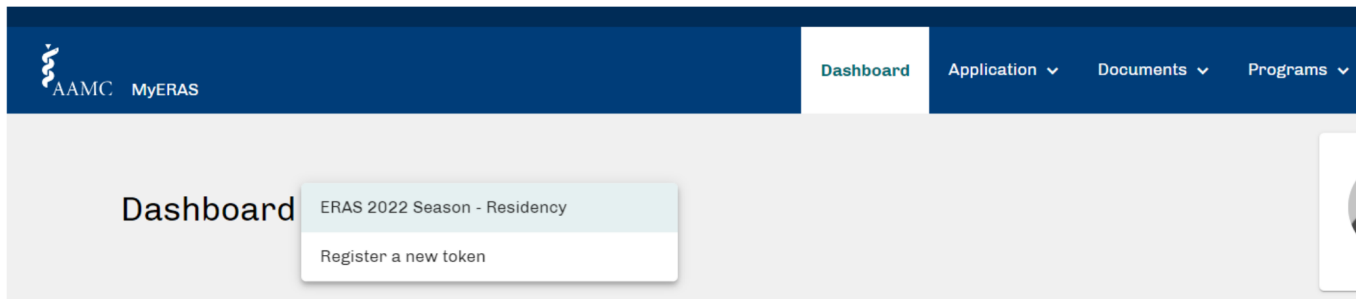 AAMC MyERAS
Dashboard Application Documents Programs
Dashboard
ERAS 2022 Season - Residency
Register a new token